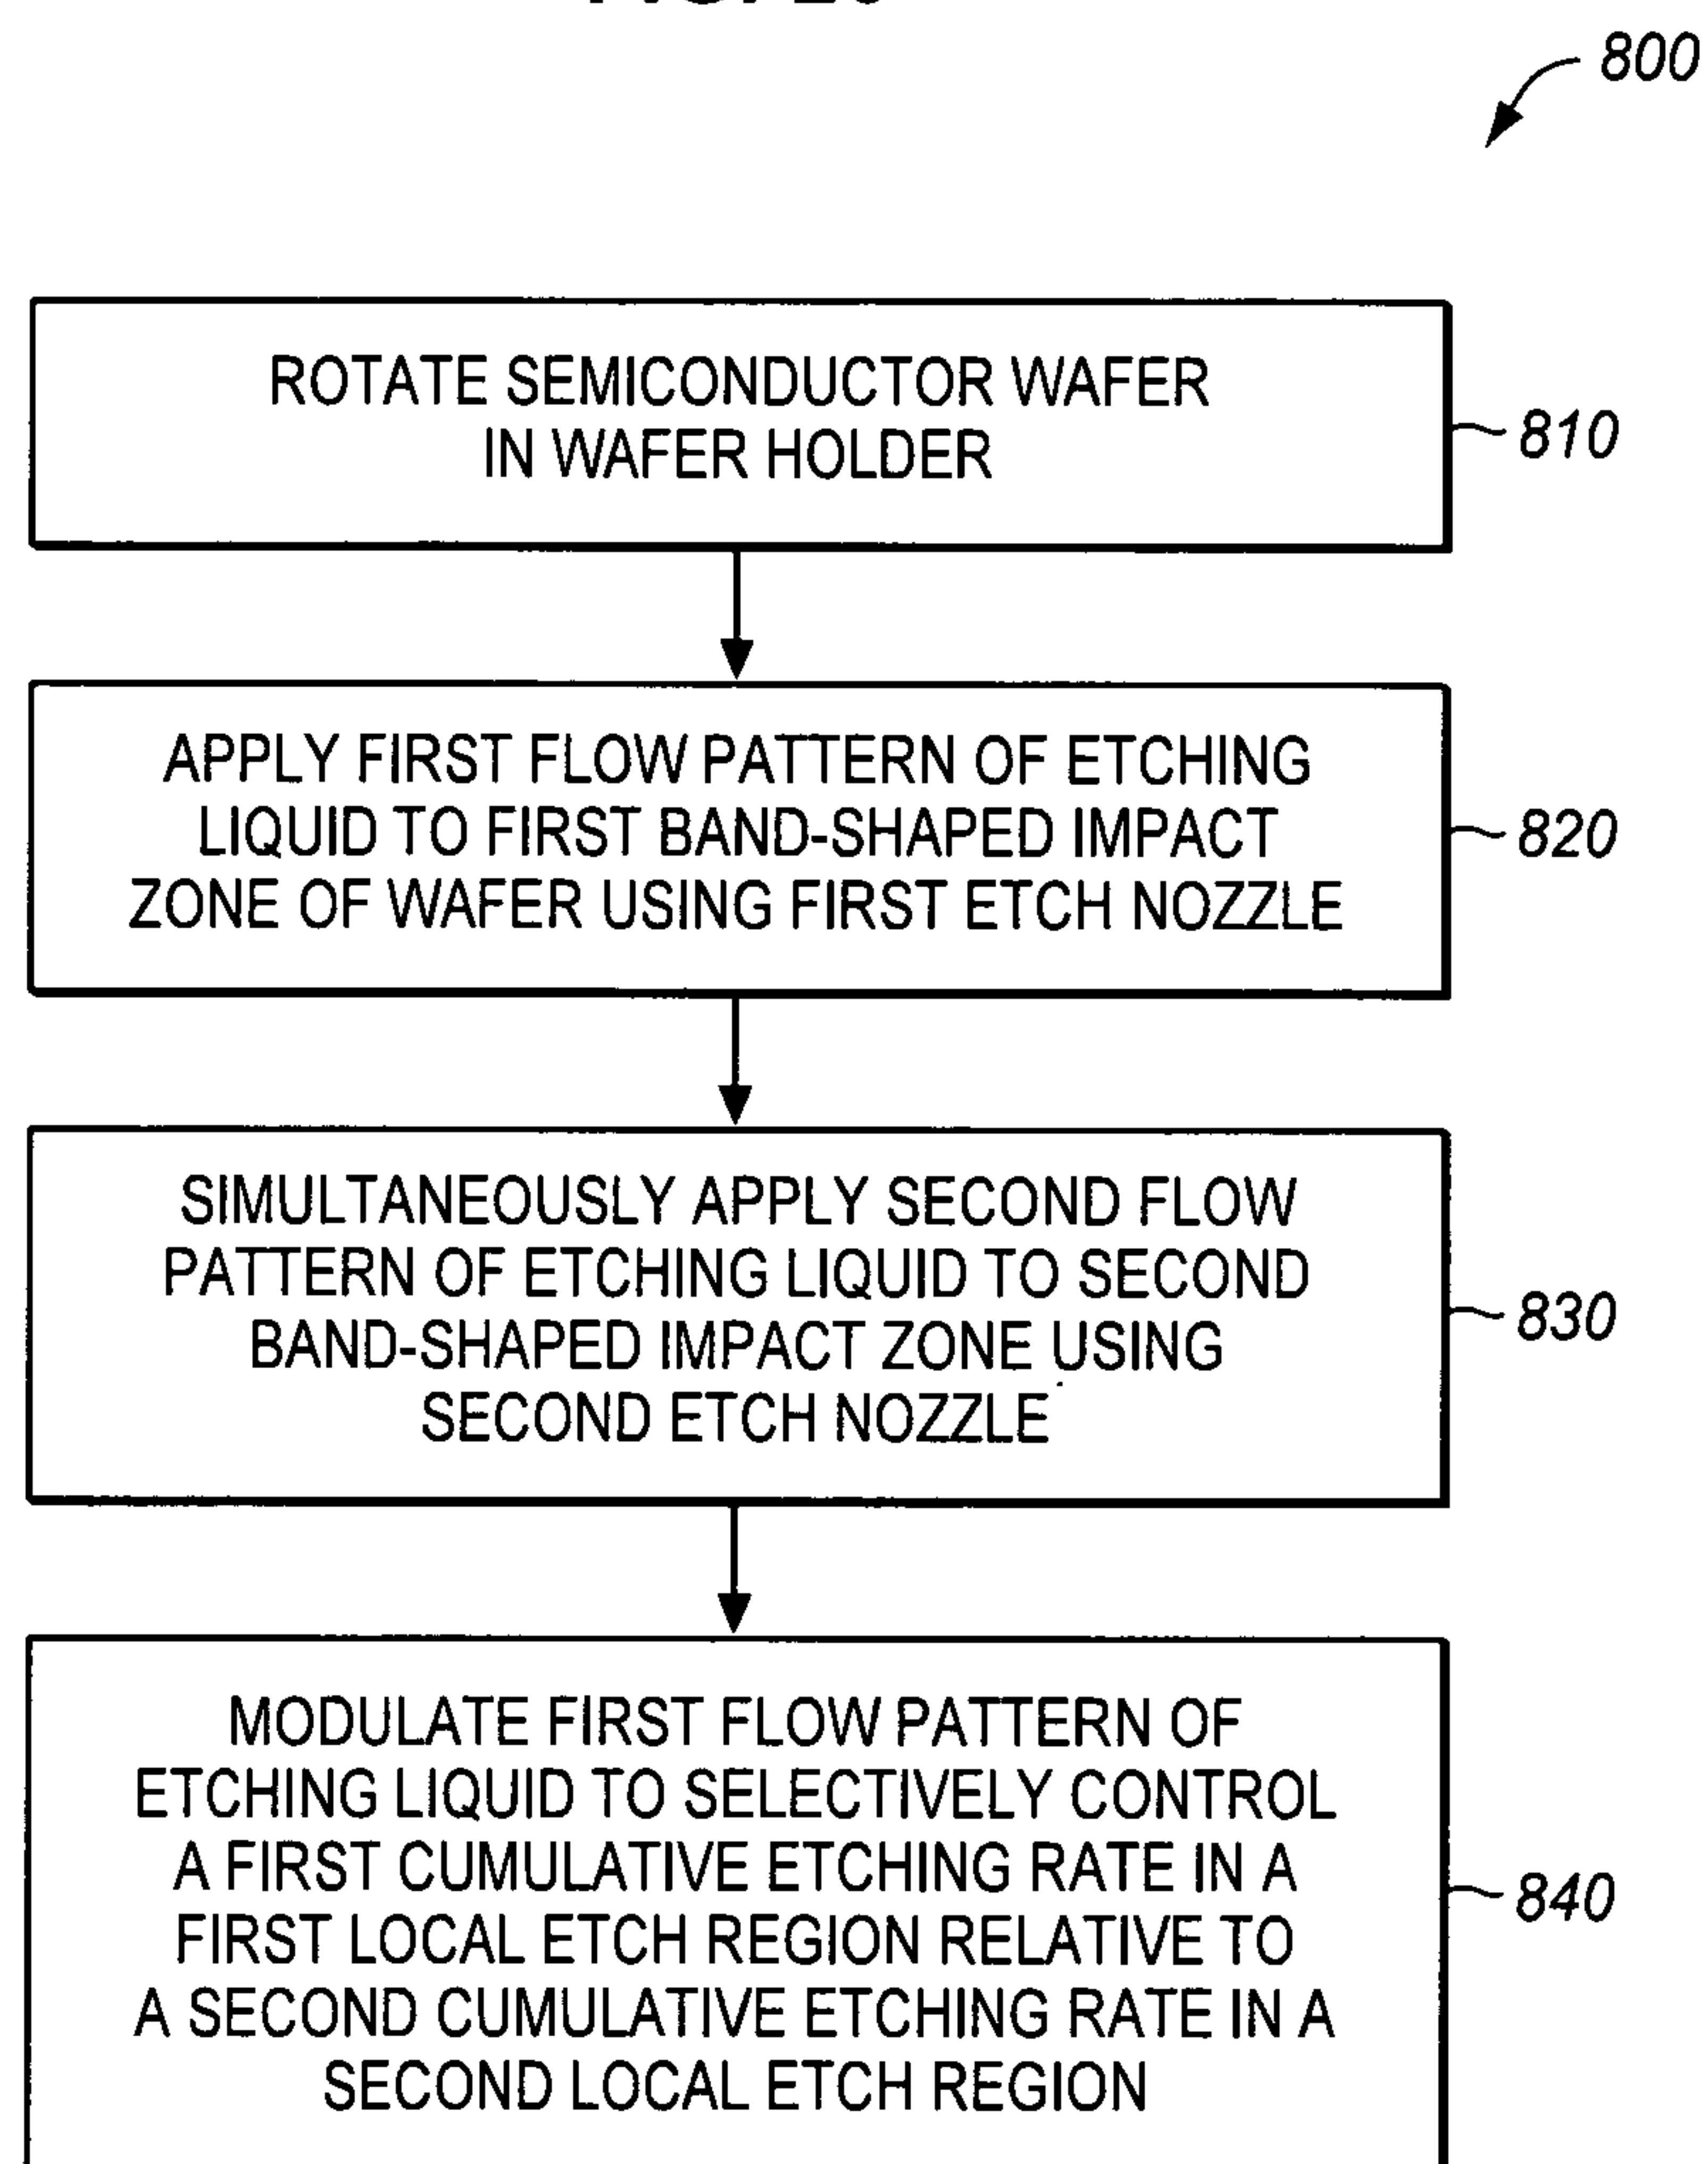 800
ROTATE SEMICONDUCTOR WAFER
IN WAFER HOLDER
810
APPLY FIRST FLOW PATTERN OF ETCHING
LIQUID TO FIRST BAND-SHAPED IMPACT
ZONE OF WAFER USING FIRST ETCH NOZZLE
820
SIMULTANEOUSLY APPLY SECOND FLOW
PATTERN OF ETCHING LIQUID TO SECOND
BAND-SHAPED IMPACT ZONE USING
SECOND ETCH NOZZLE
830
MODULATE FIRST FLOW PATTERN OF
ETCHING LIQUID TO SELECTIVELY CONTROL
A FIRST CUMULATIVE ETCHING RATE IN A
FIRST LOCAL ETCH REGION RELATIVE TO
A SECOND CUMULATIVE ETCHING RATE IN A
SECOND LOCAL ETCH REGION
840